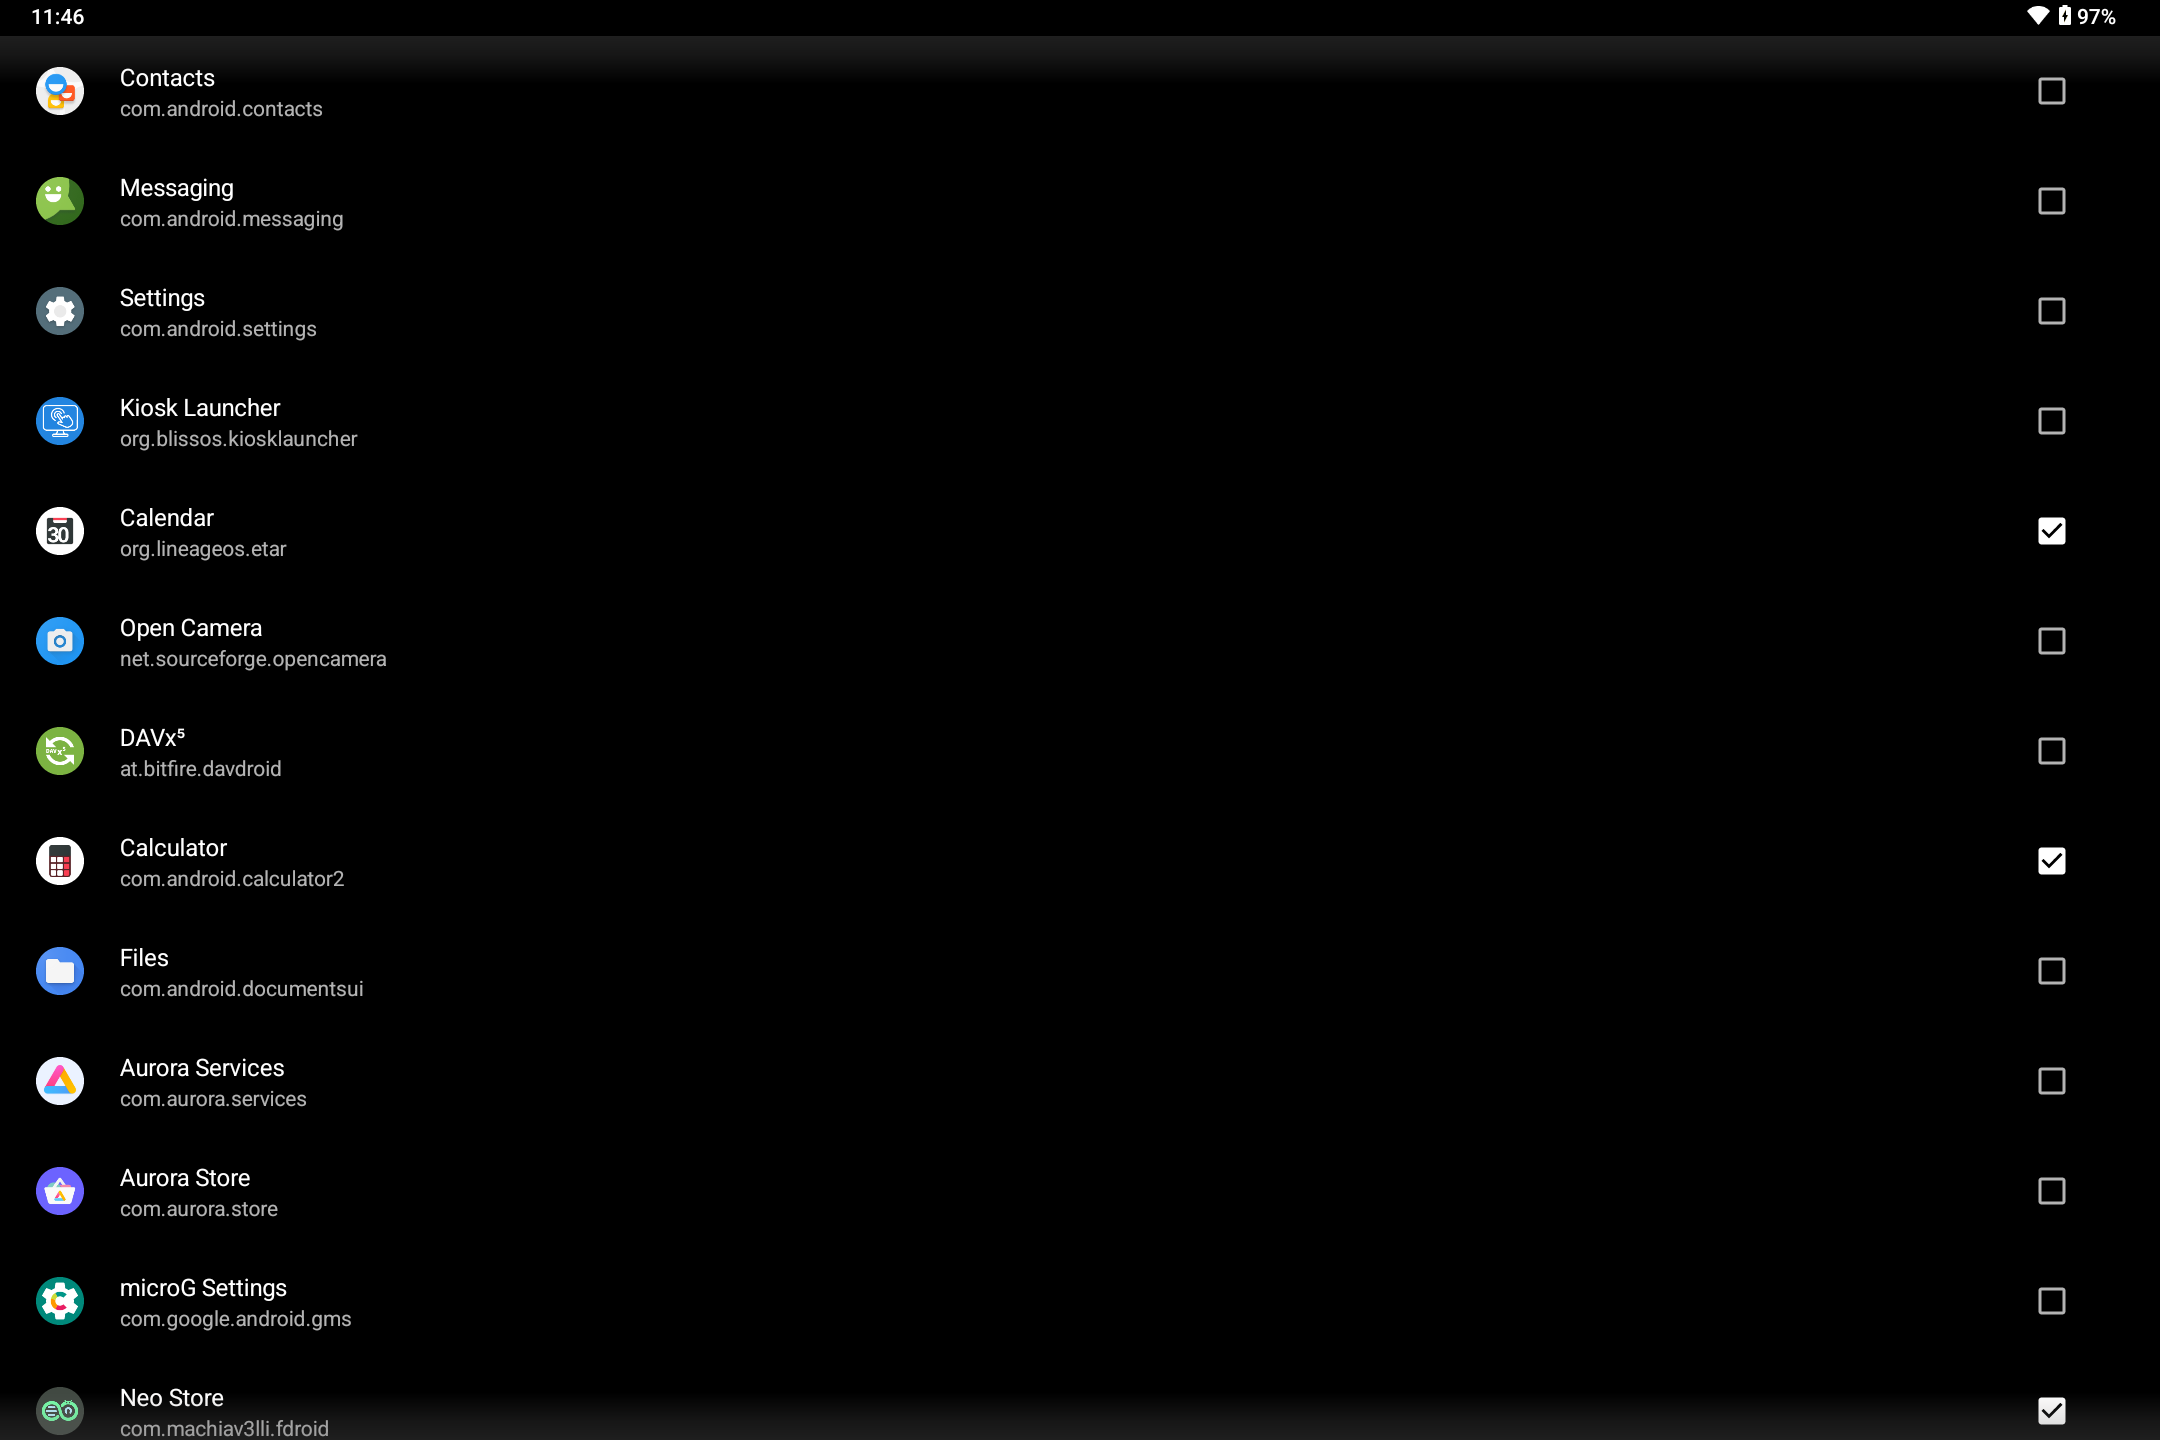 11:46
97%
Contacts
com.android.contacts
Messaging
com.android.messaging
Settings
com.android.settings
Kiosk Launcher
org.blissos.kiosklauncher
30
Calendar
org.lineageos.etar
Open Camera
net.sourceforge.opencamera
DAVx⁵
DAVx⁵
at.bitfire.davdroid
Calculator
com.android.calculator2
Files
com.android.documentsui
Aurora Services
com.aurora.services
Aurora Store
com.aurora.store
microG Settings
com.google.android.gms
Neo Store
com.machiav3lli.fdroid